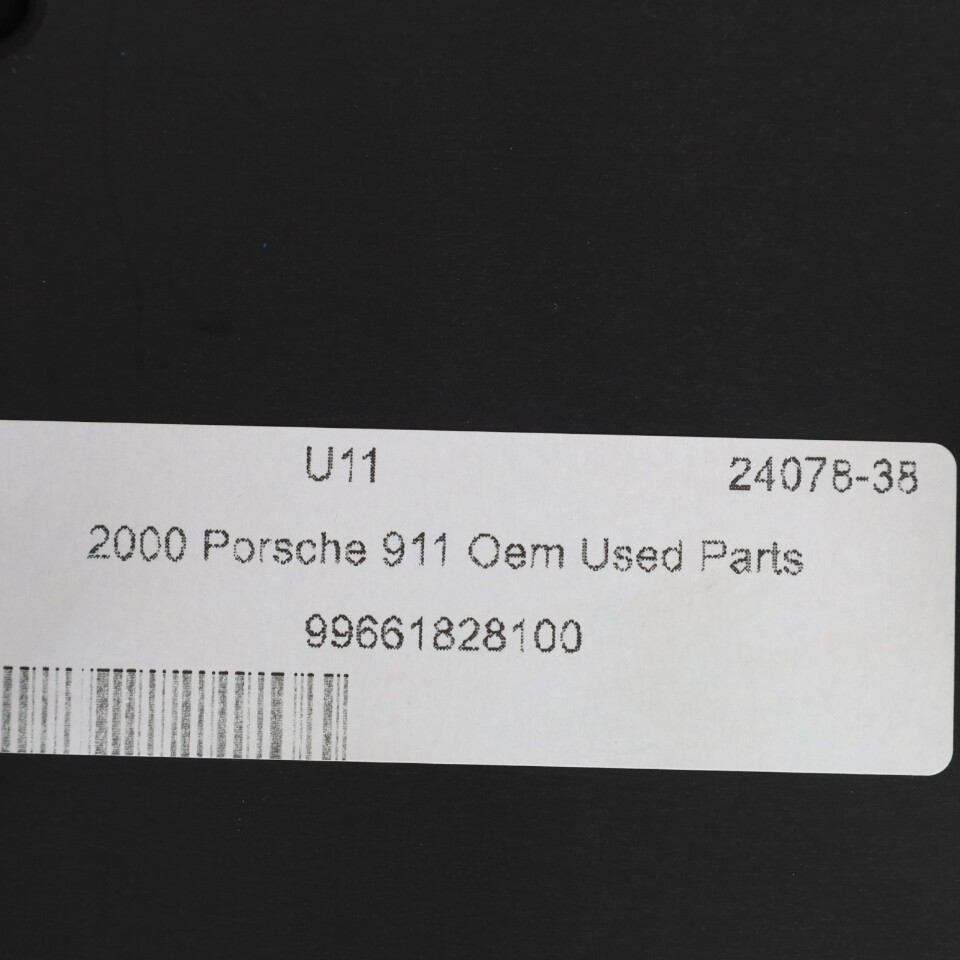 U11 24078-38
2000 Porsche 911 Oem Used Parts
99661828100